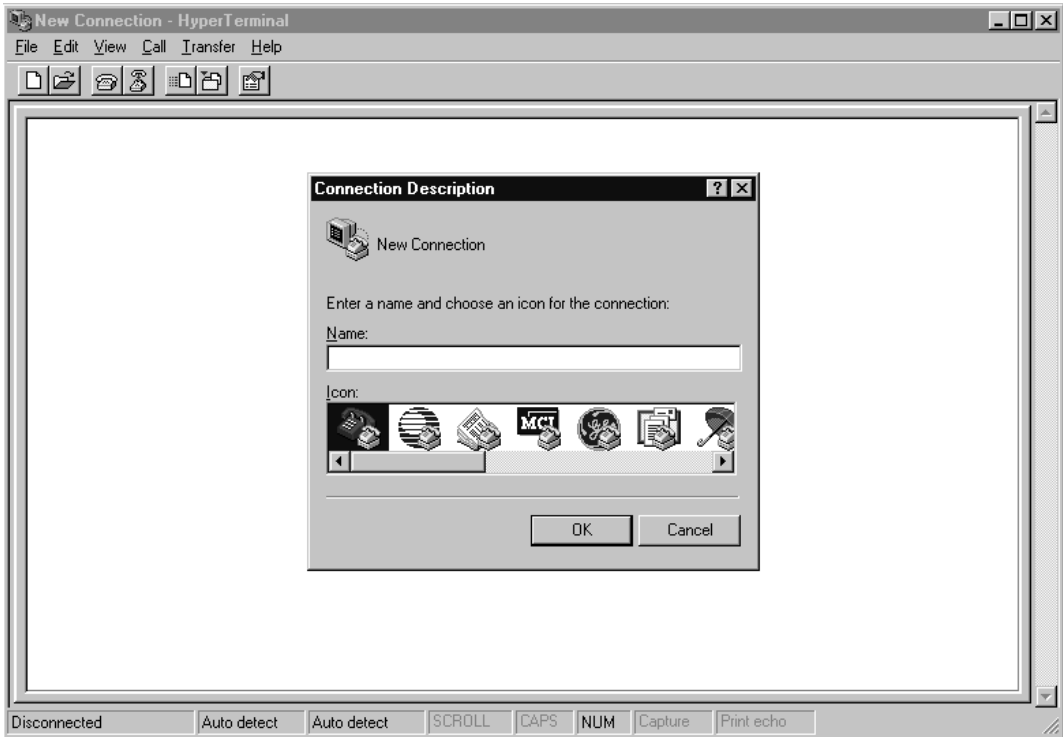 New Connection - HyperTerminal
File Edit View Call Transfer Help
Connection Description
New Connection
Enter a name and choose an icon for the connection:
Name:
Icon:
MCI
OK Cancel
Disconnected Auto detect Auto detect SCROLL CAPS NUM Capture Print echo